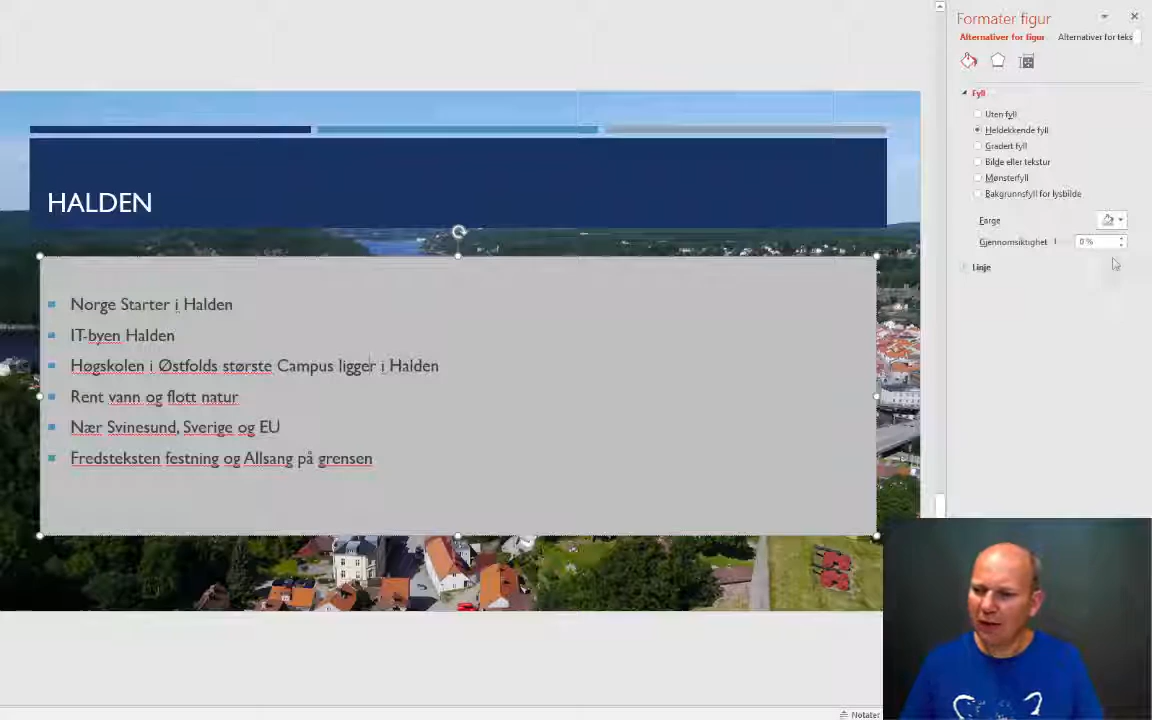 Formater figur
Alternativer for figur
Alternativer for teks
Fyll
Uten fyll
Heldekkende fyll
Gradert fyll
Bilde eller tekstur
Mønsterfyll
Bakgrunnsfyll for lysbilde
Farge
Gjennomsiktighet
0 %
Linje
HALDEN
Norge Starter i Halden
IT-byen Halden
Høgskolen i Østfolds største Campus ligger i Halden
Rent vann og flott natur
Nær Svinesund, Sverige og EU
Fredsteksten festning og Allsang på grensen
Notater